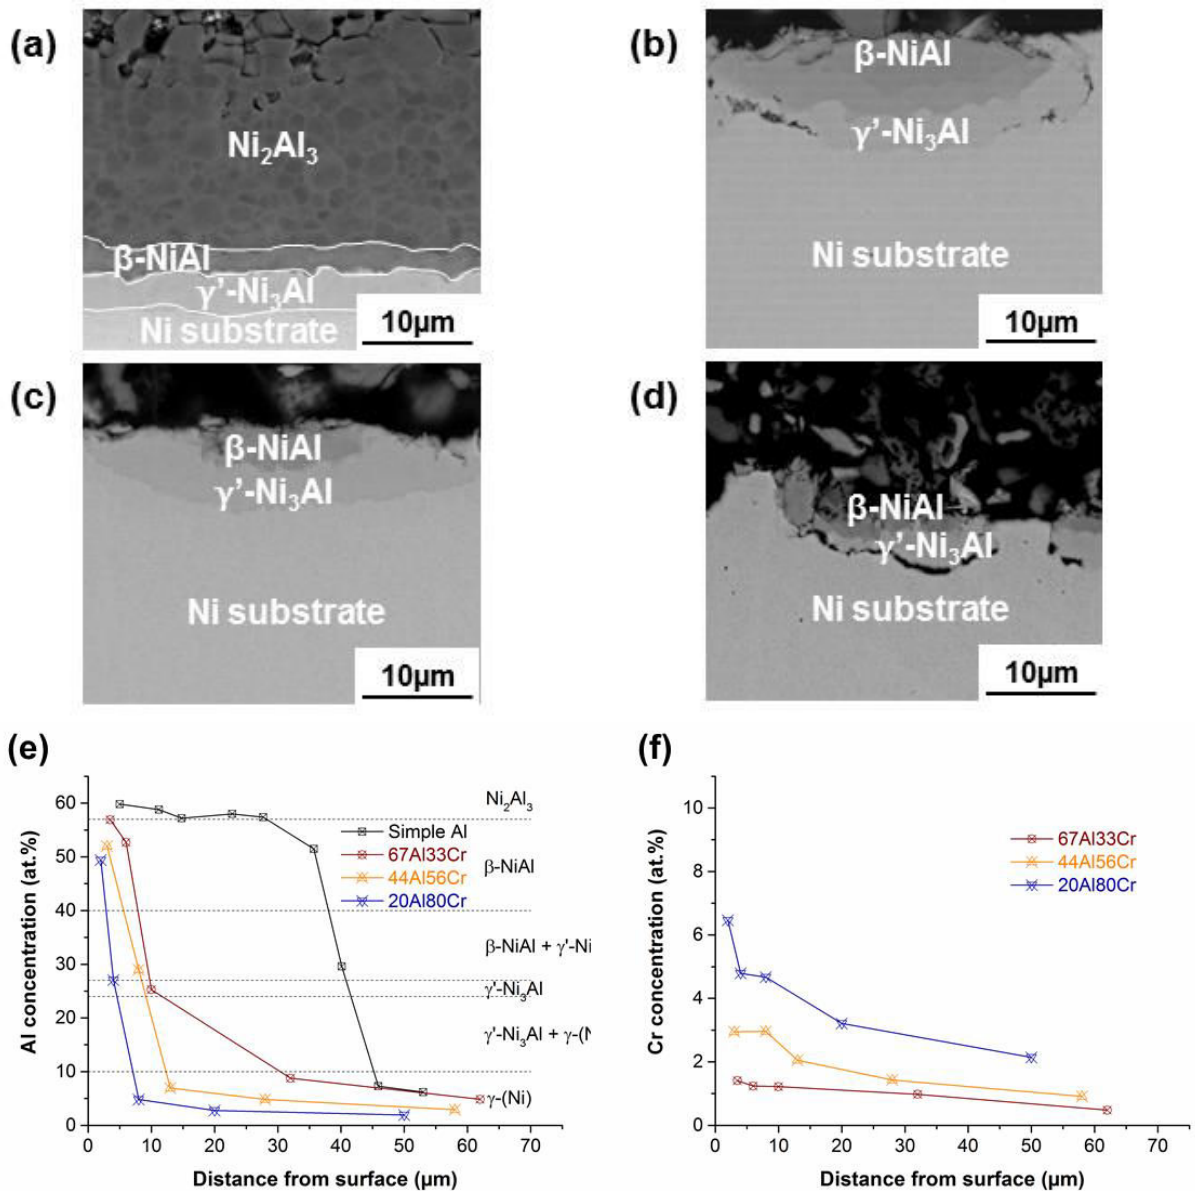 (a)
Ni₂Al₃
β-NiAl
γ’-Ni₃Al
Ni substrate
10μm
(b)
β-NiAl
γ’-Ni₃Al
Ni substrate
10μm
(c)
β-NiAl
γ’-Ni₃Al
Ni substrate
10μm
(d)
β-NiAl
γ’-Ni₃Al
Ni substrate
10μm
(e)
Al concentration (at.%)
60
50
40
30
20
10
0
0 10 20 30 40 50 60 70
Distance from surface (μm)
Simple Al
67Al33Cr
44Al56Cr
20Al80Cr
Ni₂Al₃
β-NiAl
β-NiAl + γ'-Ni
γ'-Ni₃Al
γ'-Ni₃Al + γ-(
γ-(Ni)
(f)
Cr concentration (at.%)
10
8
6
4
2
0
0 10 20 30 40 50 60 70
Distance from surface (μm)
67Al33Cr
44Al56Cr
20Al80Cr